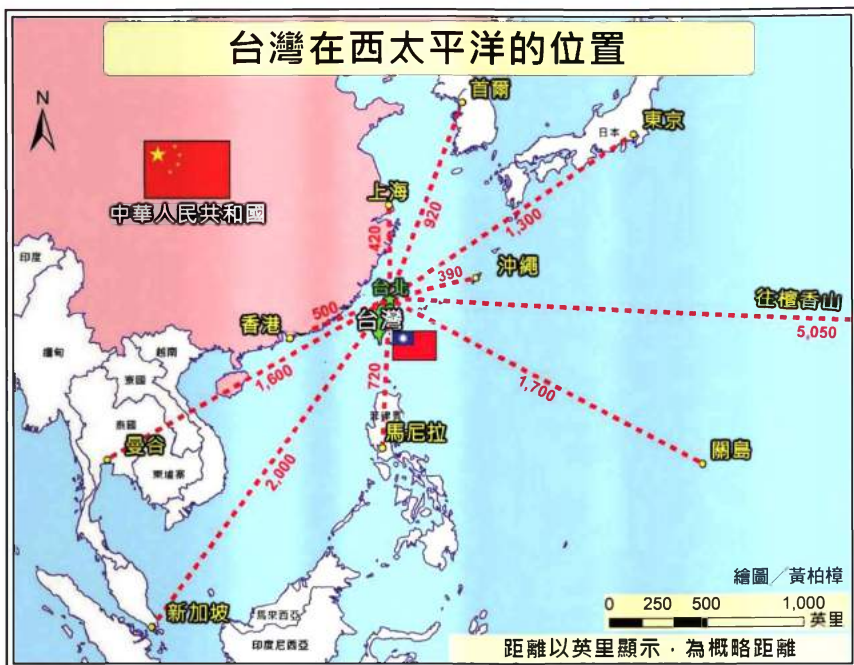 台灣在西太平洋的位置
N
首爾
日本
東京
中華人民共和國
上海
920
1,300
420
印度
沖繩
390
台北
往檀香山
5,050
500
香港
台灣
緬甸
越南
寮國
1,600
720
1,700
泰國
菲律賓
曼谷
馬尼拉
關島
2,000
柬埔寨
繪圖／黃柏樟
新加坡
馬來西亞
印度尼西亞
0 250 500 1,000
英里
距離以英里顯示，為概略距離